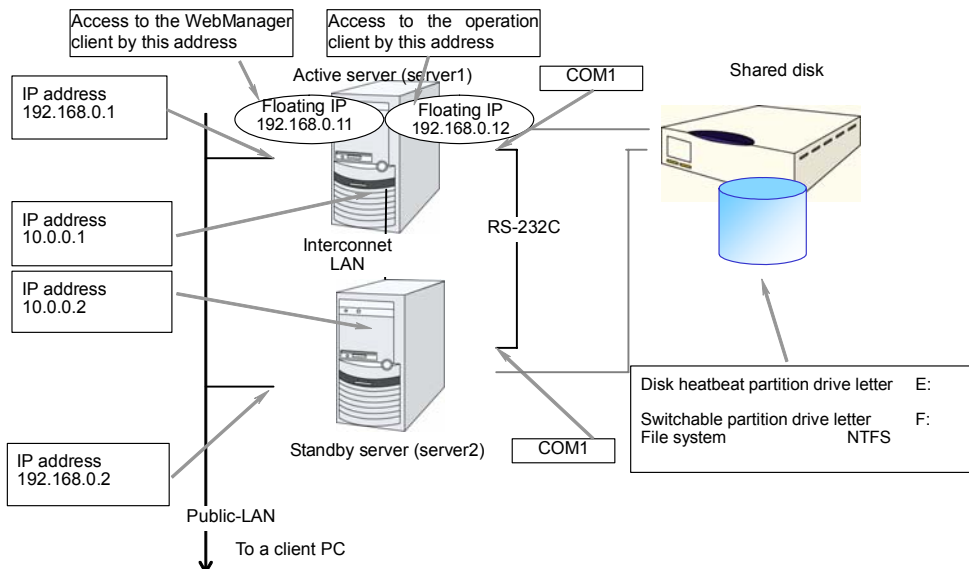 Access to the WebManager
client by this address
Access to the operation
client by this address
Active server (server1)
COM1
Shared disk
IP address
192.168.0.1
Floating IP
192.168.0.11
Floating IP
192.168.0.12
IP address
10.0.0.1
Interconnet
LAN
RS-232C
IP address
10.0.0.2
Disk heatbeat partition drive letter E:
Switchable partition drive letter F:
File system NTFS
Standby server (server2)
COM1
IP address
192.168.0.2
Public-LAN
To a client PC